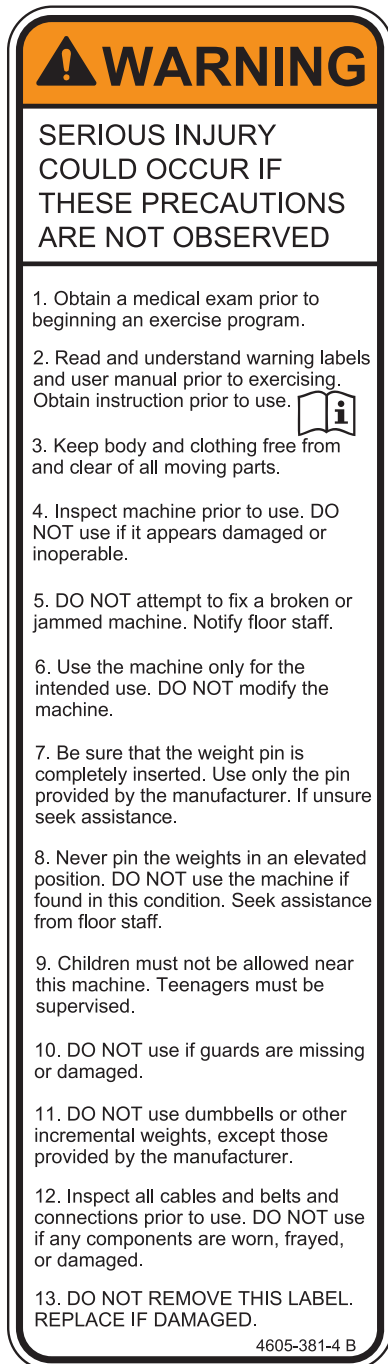 WARNING
SERIOUS INJURY
COULD OCCUR IF
THESE PRECAUTIONS
ARE NOT OBSERVED
1. Obtain a medical exam prior to
beginning an exercise program.
2. Read and understand warning labels
and user manual prior to exercising.
Obtain instruction prior to use.
3. Keep body and clothing free from
and clear of all moving parts.
4. Inspect machine prior to use. DO
NOT use if it appears damaged or
inoperable.
5. DO NOT attempt to fix a broken or
jammed machine. Notify floor staff.
6. Use the machine only for the
intended use. DO NOT modify the
machine.
7. Be sure that the weight pin is
completely inserted. Use only the pin
provided by the manufacturer. If unsure
seek assistance.
8. Never pin the weights in an elevated
position. DO NOT use the machine if
found in this condition. Seek assistance
from floor staff.
9. Children must not be allowed near
this machine. Teenagers must be
supervised.
10. DO NOT use if guards are missing
or damaged.
11. DO NOT use dumbbells or other
incremental weights, except those
provided by the manufacturer.
12. Inspect all cables and belts and
connections prior to use. DO NOT use
if any components are worn, frayed,
or damaged.
13. DO NOT REMOVE THIS LABEL.
REPLACE IF DAMAGED.
4605-381-4 B